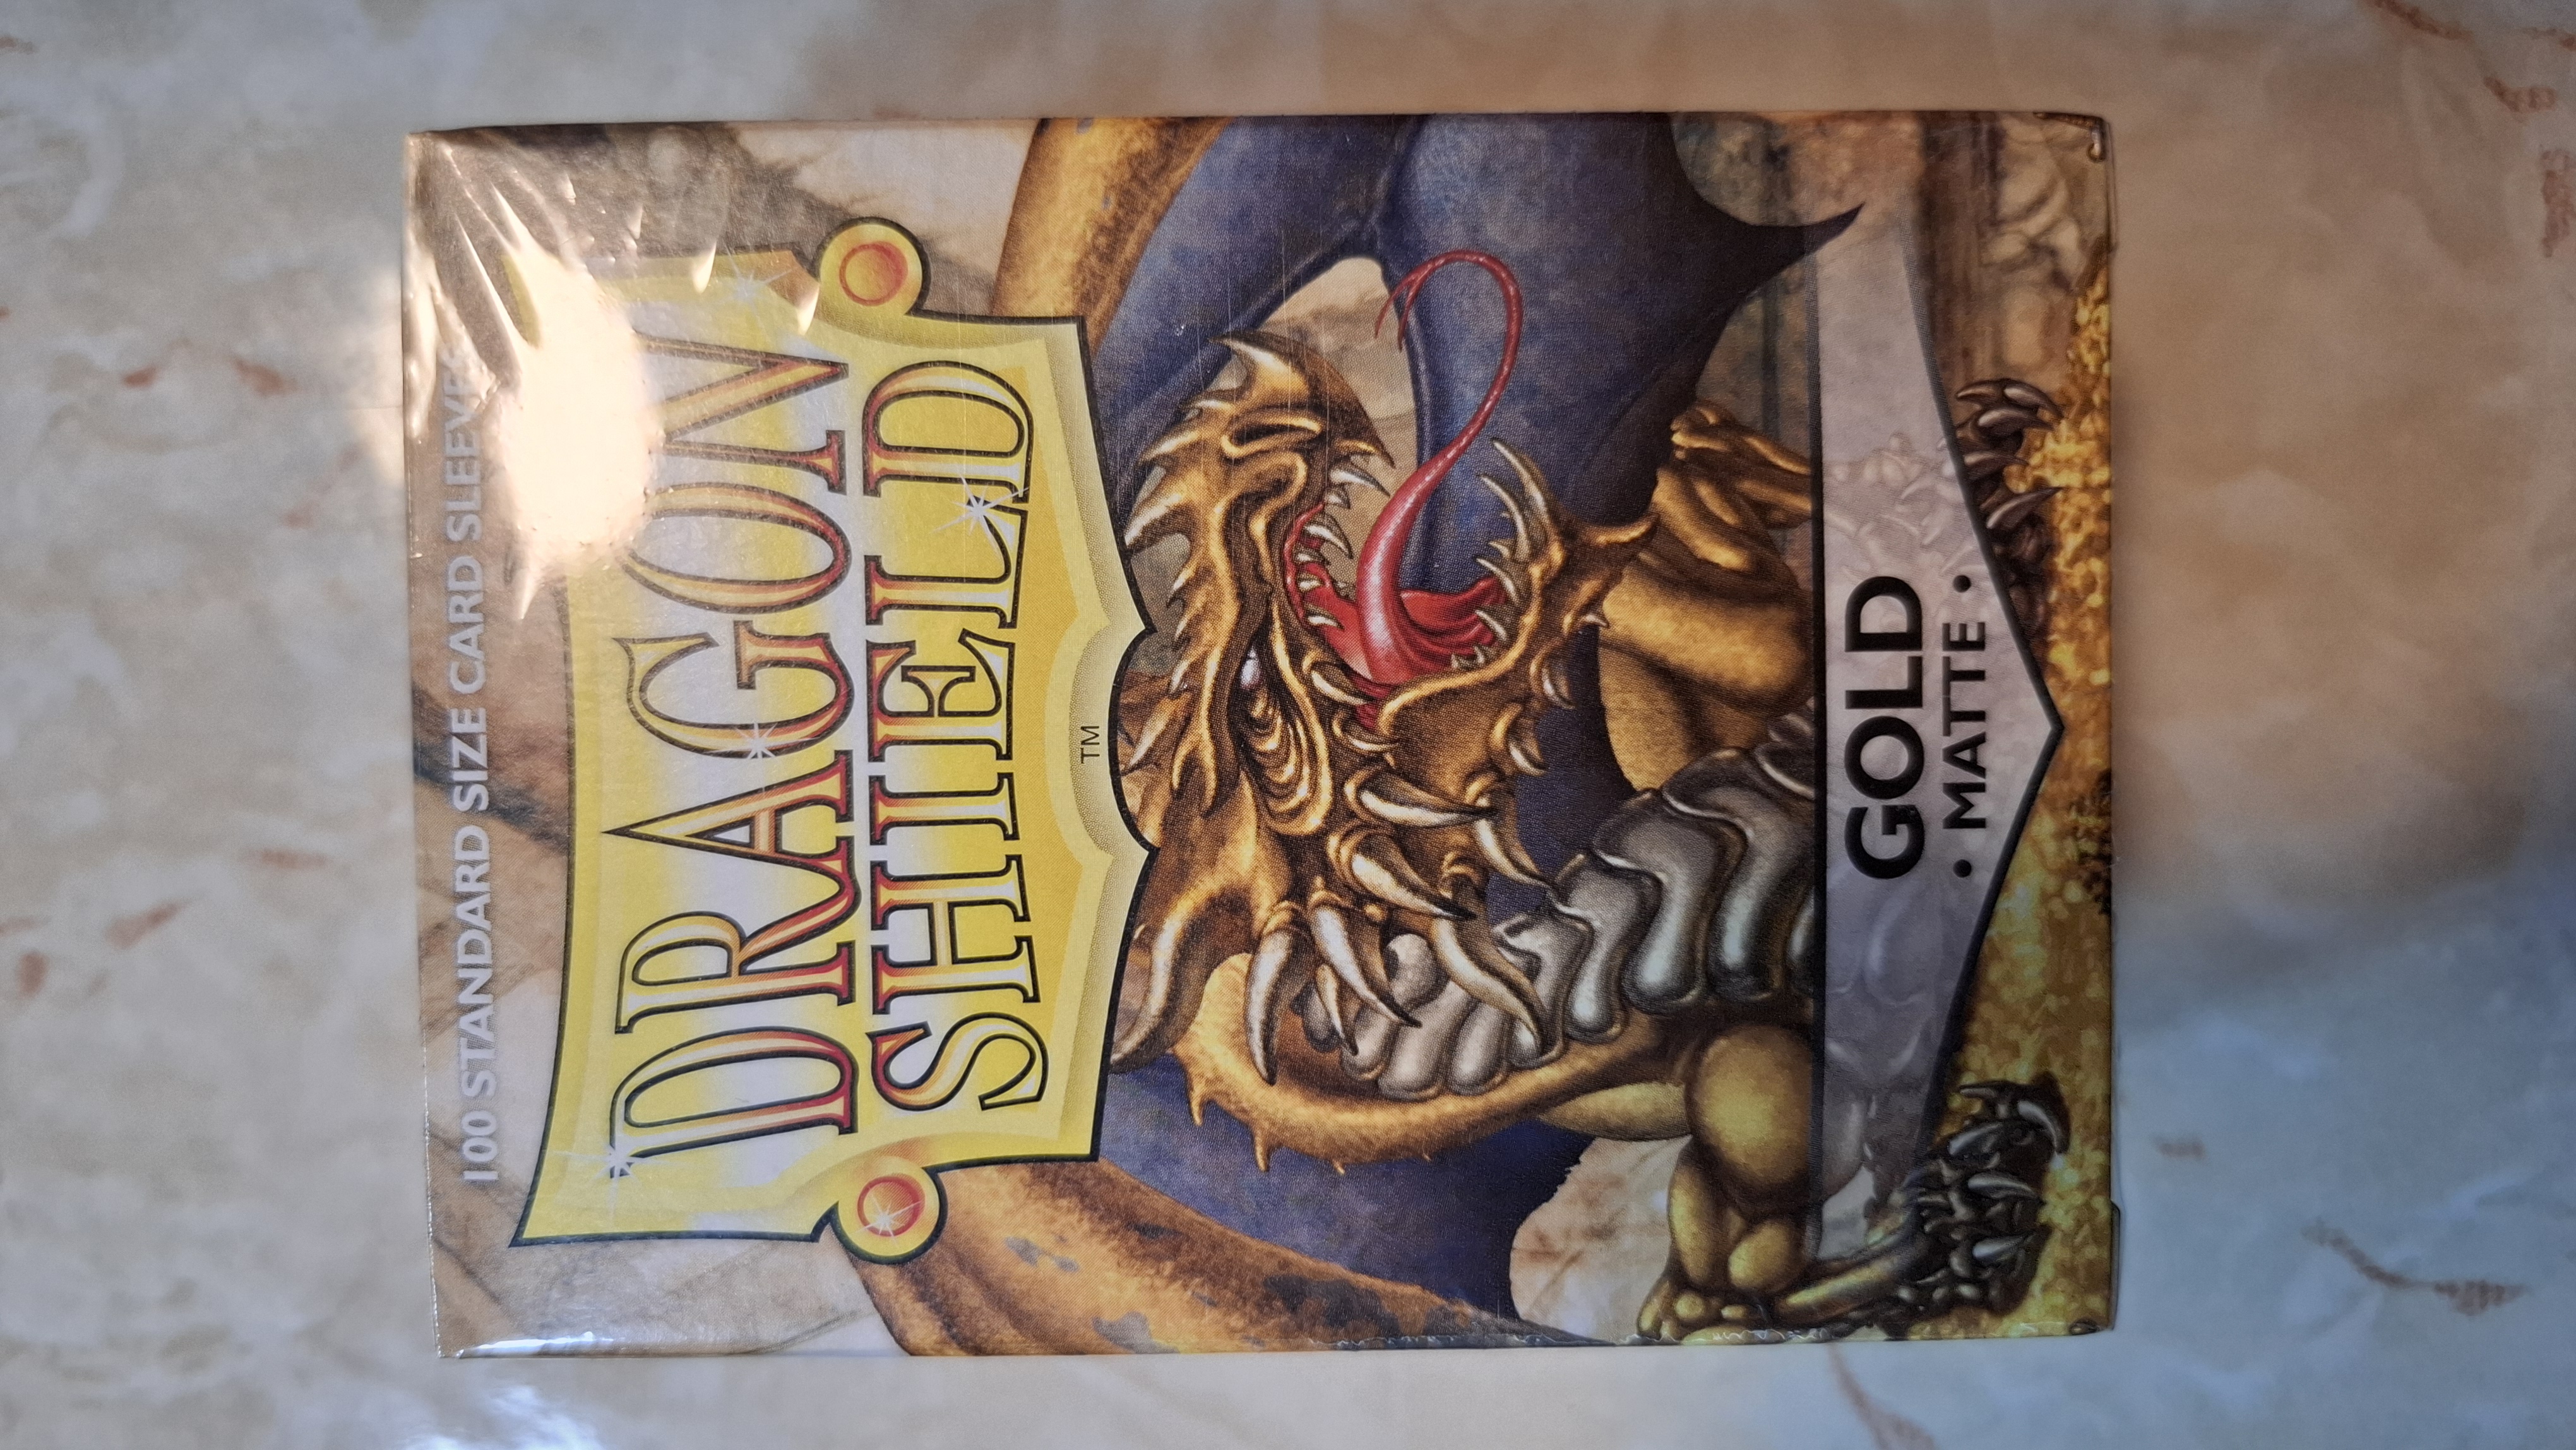 100 STANDARD SIZE CARD SLEEVES
DRAGON
SHIELD
TM
GOLD
• MATTE •